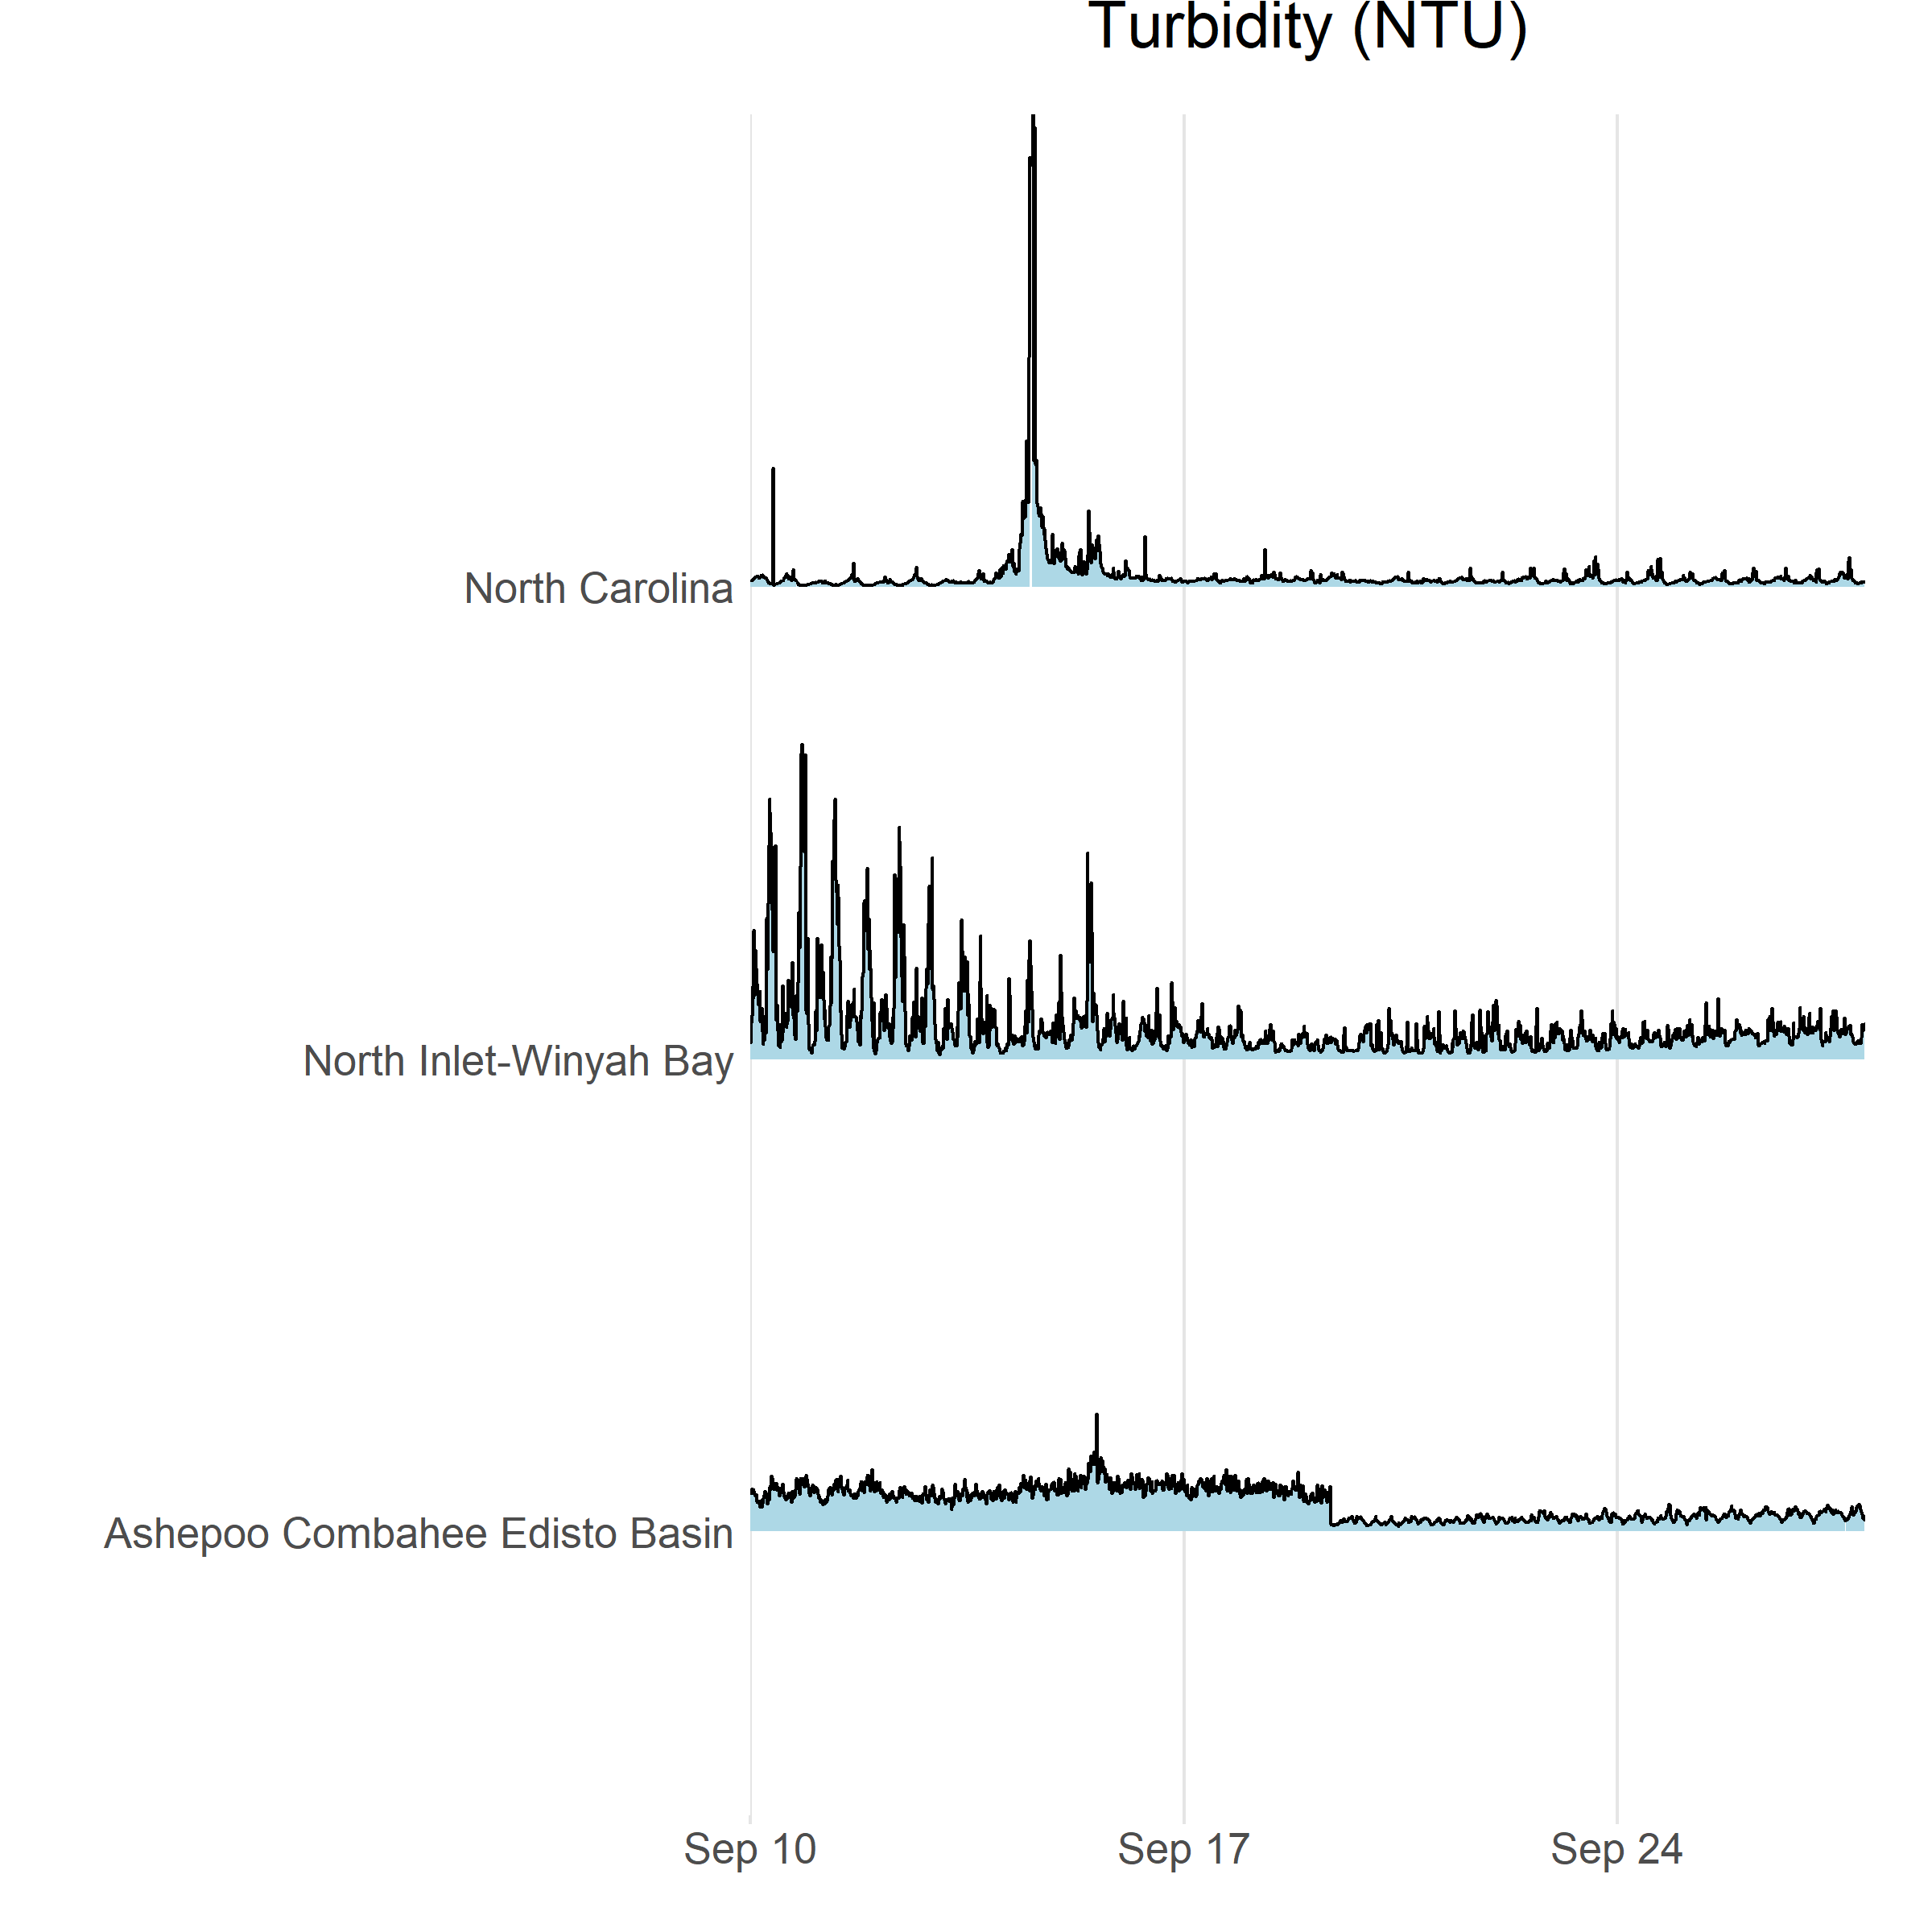 Turbidity (NTU)
North Carolina
North Inlet-Winyah Bay
Ashepoo Combahee Edisto Basin
Sep 10 Sep 17 Sep 24